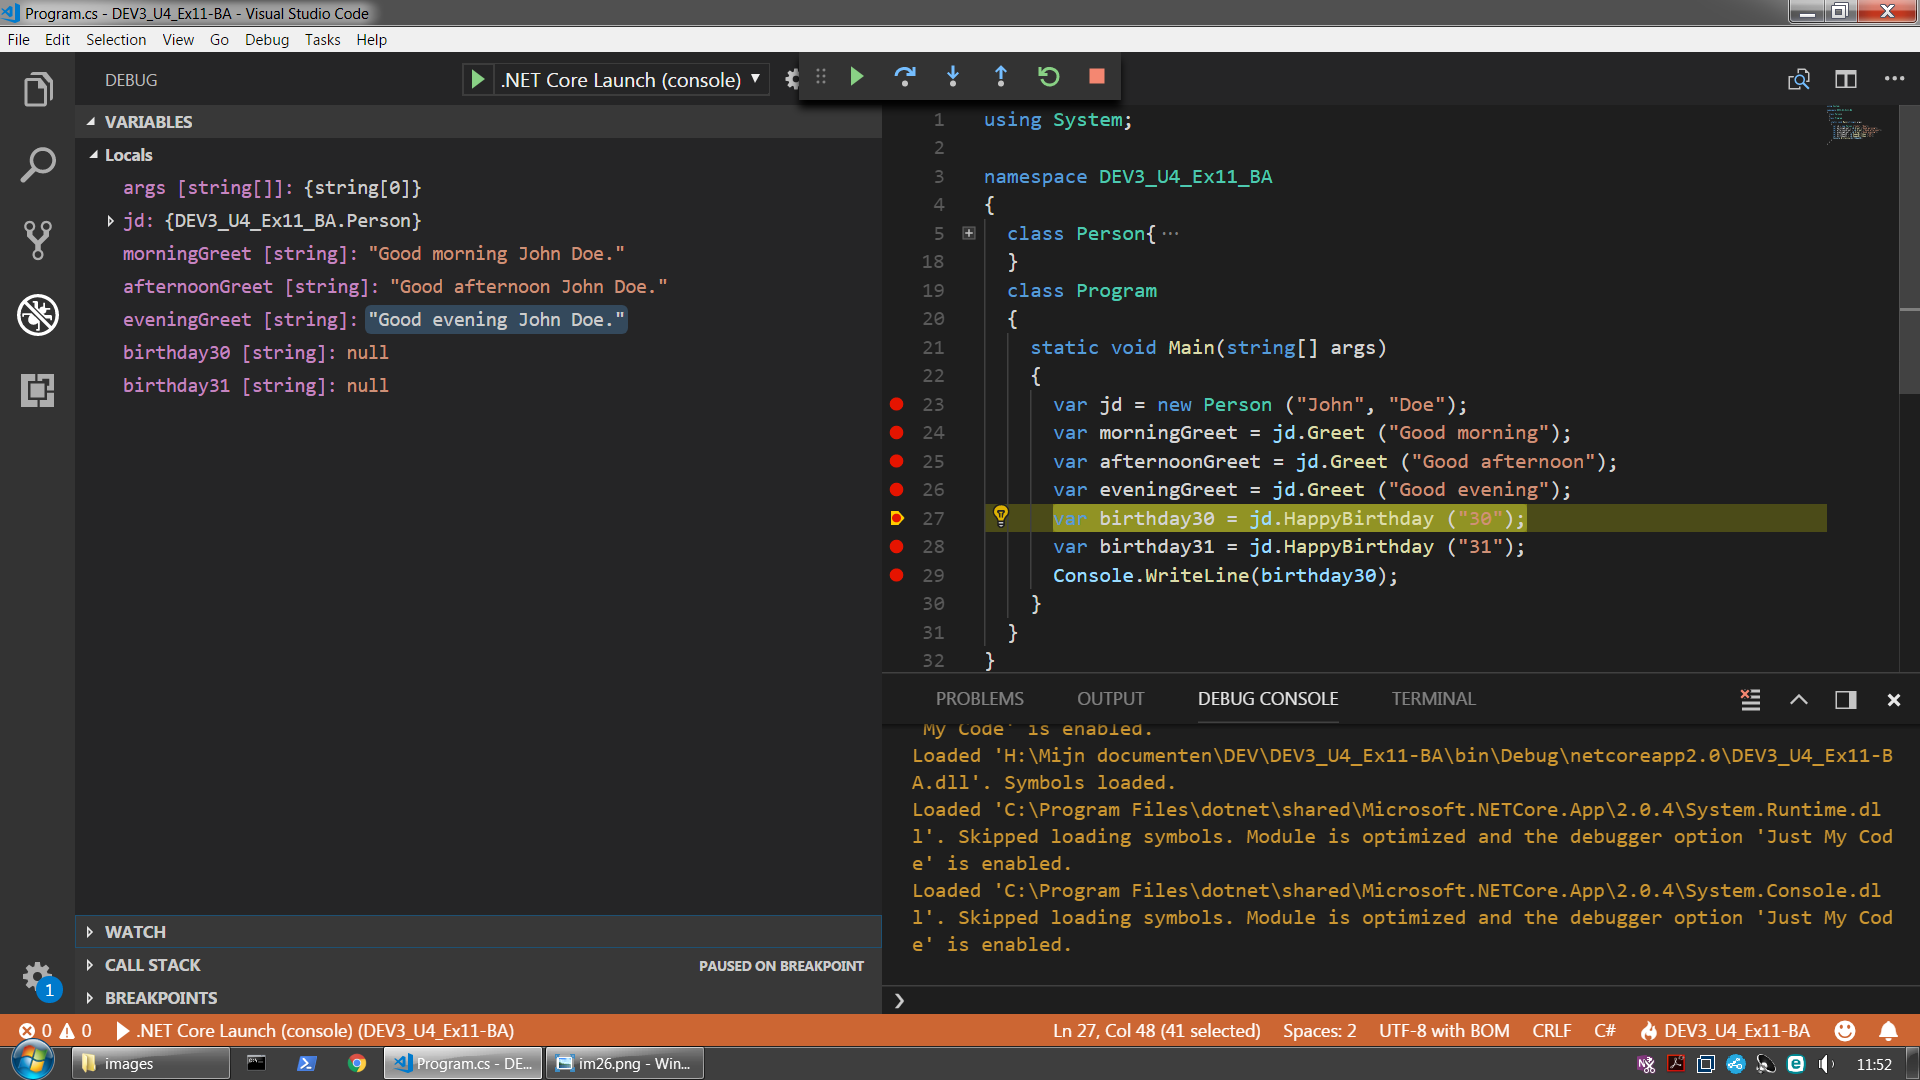 Program.cs - DEV3_U4_Ex11-BA - Visual Studio Code
File Edit Selection View Go Debug Tasks Help
DEBUG
.NET Core Launch (console)
VARIABLES
Locals
args [string[]]: {string[0]}
jd: {DEV3_U4_Ex11_BA.Person}
morningGreet [string]: "Good morning John Doe."
afternoonGreet [string]: "Good afternoon John Doe."
eveningGreet [string]: "Good evening John Doe."
birthday30 [string]: null
birthday31 [string]: null
WATCH
CALL STACK PAUSED ON BREAKPOINT
BREAKPOINTS
1
1 using System;
2
3 namespace DEV3_U4_Ex11_BA
4 {
5 class Person{...
18 }
19 class Program
20 {
21 static void Main(string[] args)
22 {
23 var jd = new Person ("John", "Doe");
24 var morningGreet = jd.Greet ("Good morning");
25 var afternoonGreet = jd.Greet ("Good afternoon");
26 var eveningGreet = jd.Greet ("Good evening");
27 var birthday30 = jd.HappyBirthday ("30");
28 var birthday31 = jd.HappyBirthday ("31");
29 Console.WriteLine(birthday30);
30 }
31 }
32 }
PROBLEMS OUTPUT DEBUG CONSOLE TERMINAL
My Code' is enabled.
Loaded 'H:\Mijn documenten\DEV\DEV3_U4_Ex11-BA\bin\Debug\netcoreapp2.0\DEV3_U4_Ex11-B
A.dll'. Symbols loaded.
Loaded 'C:\Program Files\dotnet\shared\Microsoft.NETCore.App\2.0.4\System.Runtime.dl
l'. Skipped loading symbols. Module is optimized and the debugger option 'Just My Cod
e' is enabled.
Loaded 'C:\Program Files\dotnet\shared\Microsoft.NETCore.App\2.0.4\System.Console.dl
l'. Skipped loading symbols. Module is optimized and the debugger option 'Just My Cod
e' is enabled.
0 0 .NET Core Launch (console) (DEV3_U4_Ex11-BA) Ln 27, Col 48 (41 selected) Spaces: 2 UTF-8 with BOM CRLF C# DEV3_U4_Ex11-BA
images Program.cs - DE... im26.png - Win... 11:52